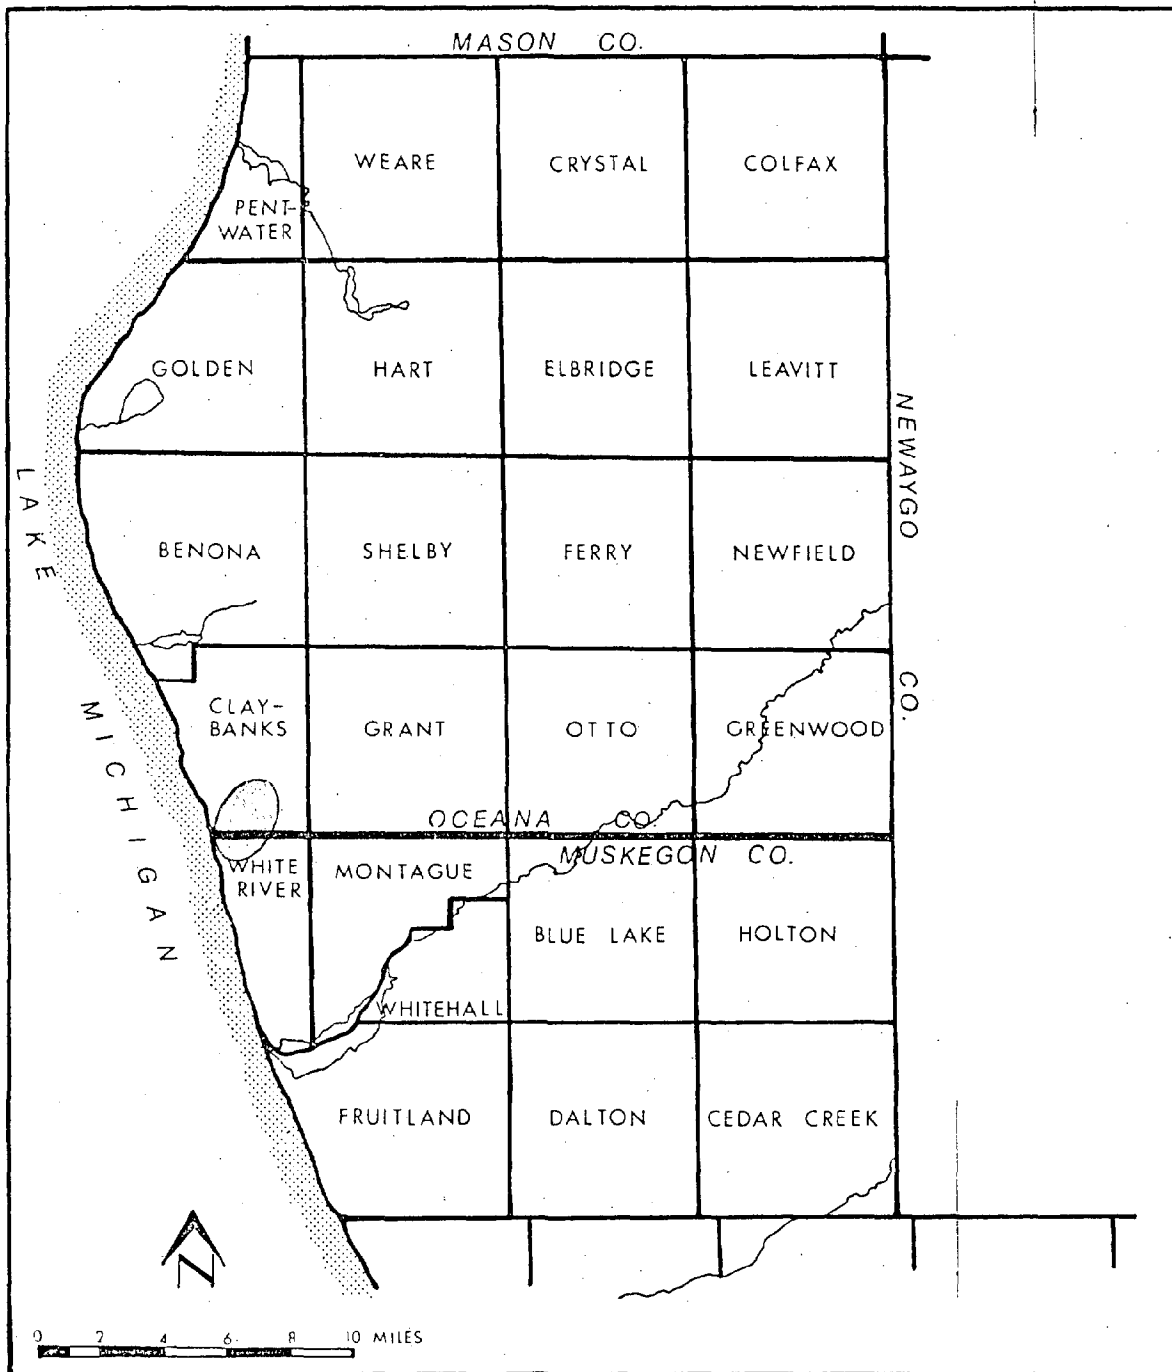 MASON CO.
WEARE CRYSTAL COLFAX
PENT-
WATER
GOLDEN HART ELBRIDGE LEAVITT
NEWAYGO CO.
LAKE MICHIGAN
BENONA SHELBY FERRY NEWFIELD
CLAY-
BANKS GRANT OTTO GREENWOOD
OCEANA CO.
MUSKEGON CO.
WHITE
RIVER MONTAGUE
BLUE LAKE HOLTON
WHITEHALL
FRUITLAND DALTON CEDAR CREEK
N
0 2 4 6 8 10 MILES